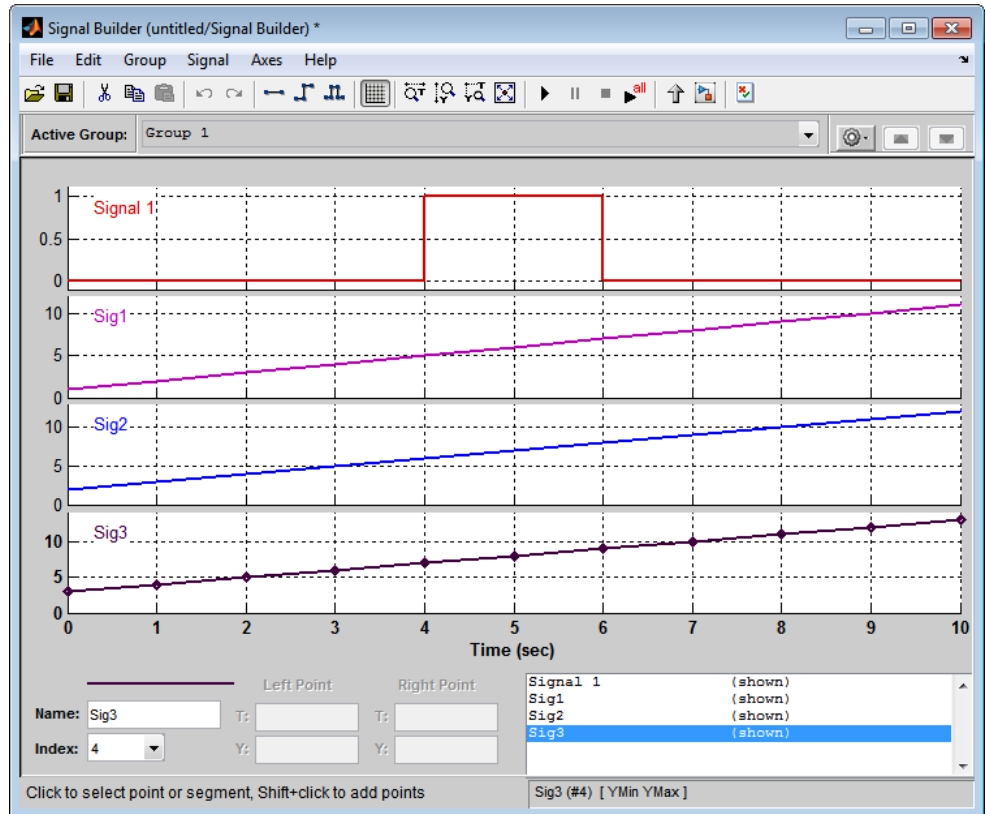 Signal Builder (untitled/Signal Builder) *
File Edit Group Signal Axes Help
all
Active Group: Group 1
1
Signal 1
0.5
0
10
Sig1
5
0
10
Sig2
5
0
10
Sig3
5
0
0 1 2 3 4 5 6 7 8 9 10
Time (sec)
Left Point Right Point
Name: Sig3 T: T:
Index: 4 Y: Y:
Signal 1 (shown)
Sig1 (shown)
Sig2 (shown)
Sig3 (shown)
Click to select point or segment, Shift+click to add points
Sig3 (#4) [ YMin YMax ]